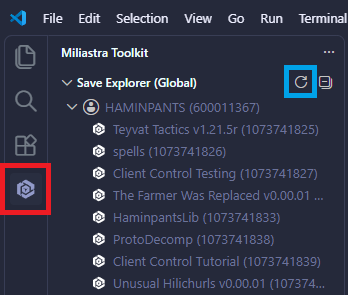 File Edit Selection View Go Run Terminal
Miliastra Toolkit
Save Explorer (Global)
HAMINPANTS (600011367)
Teyvat Tactics v1.21.5r (1073741825)
spells (1073741826)
Client Control Testing (1073741827)
The Farmer Was Replaced v0.00.01 ...
HaminpantsLib (1073741833)
ProtoDecomp (1073741838)
Client Control Tutorial (1073741839)
Unusual Hilichurls v0.00.01 (107374...